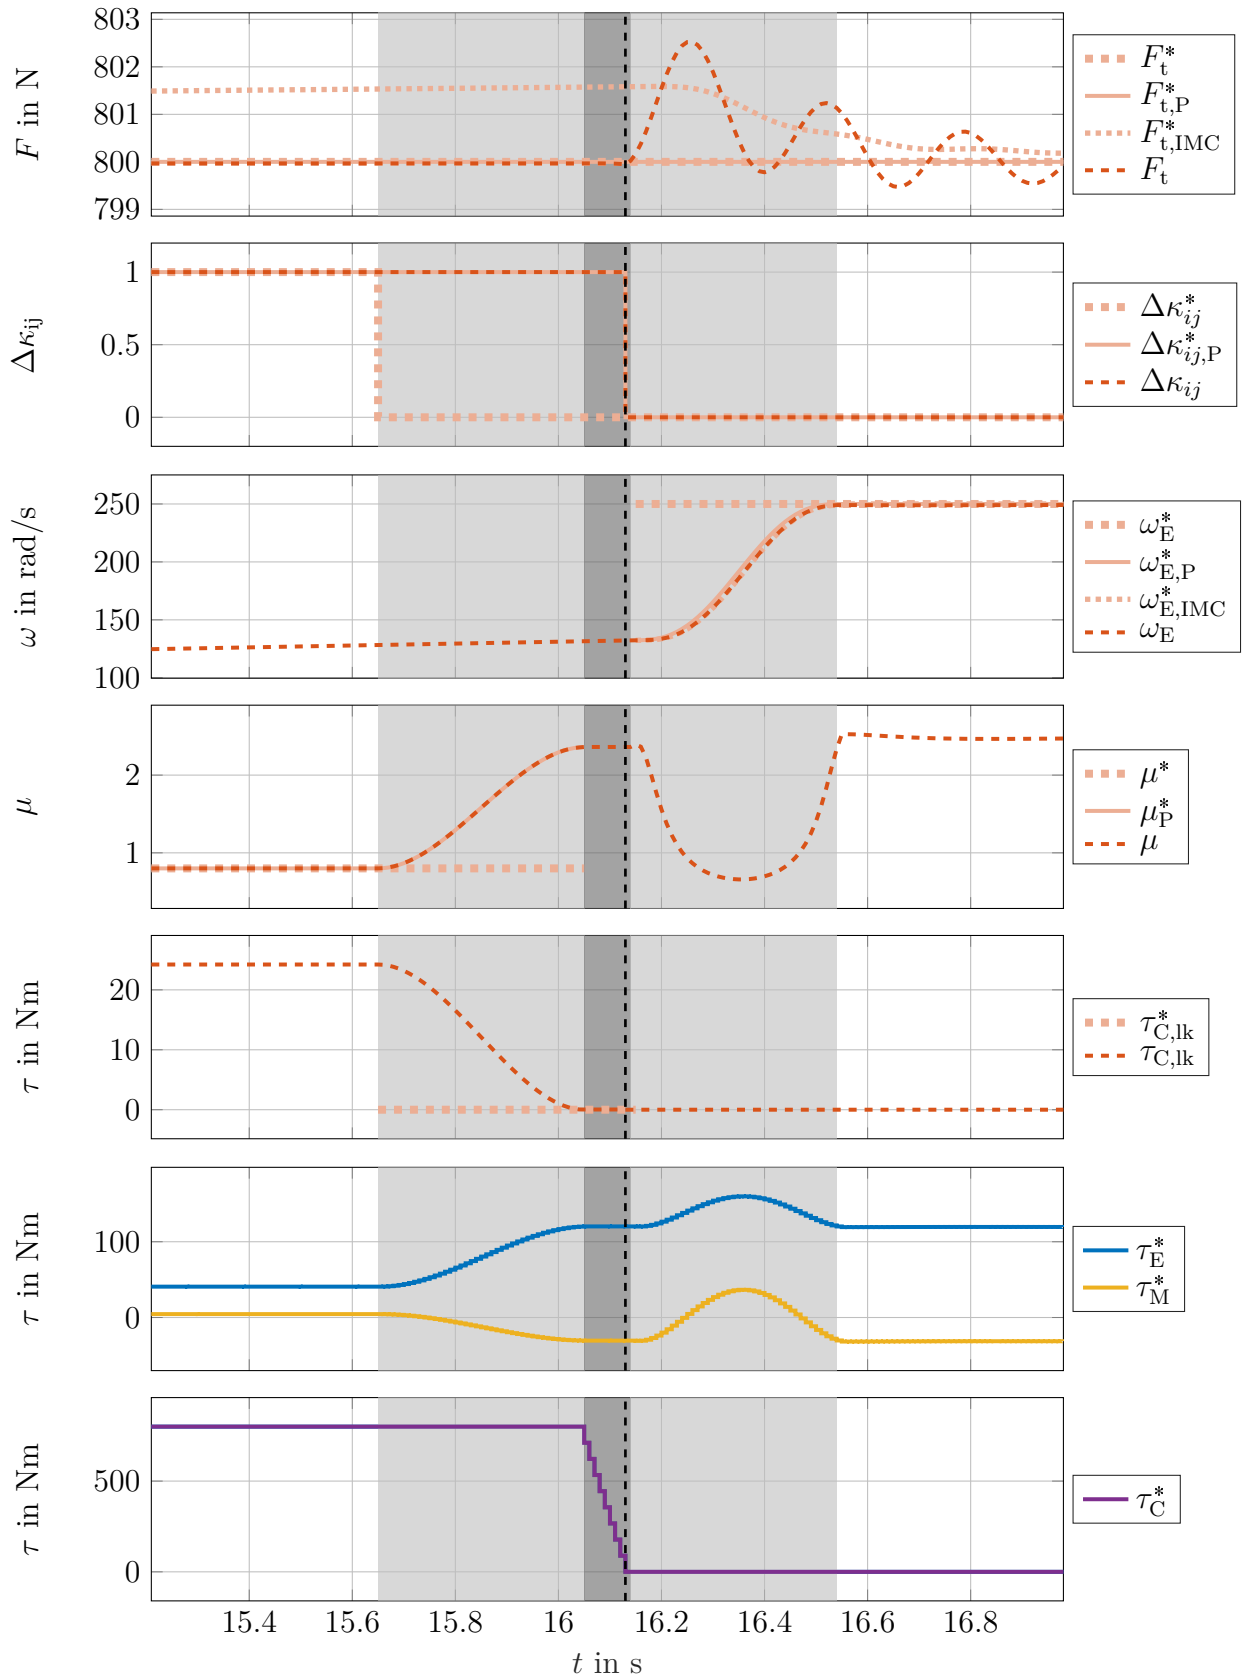 803
802
801
800
799
F in N
F*t
F*t,P
F*t,IMC
Ft
1
0.5
0
Δκij
Δκ*ij
Δκ*ij,P
Δκij
250
200
150
100
ω in rad/s
ω*E
ω*E,P
ω*E,IMC
ωE
2
1
μ
μ*
μ*P
μ
20
10
0
τ in Nm
τ*C,lk
τC,lk
100
0
τ in Nm
τ*E
τ*M
500
0
τ in Nm
τ*C
15.4 15.6 15.8 16 16.2 16.4 16.6 16.8
t in s